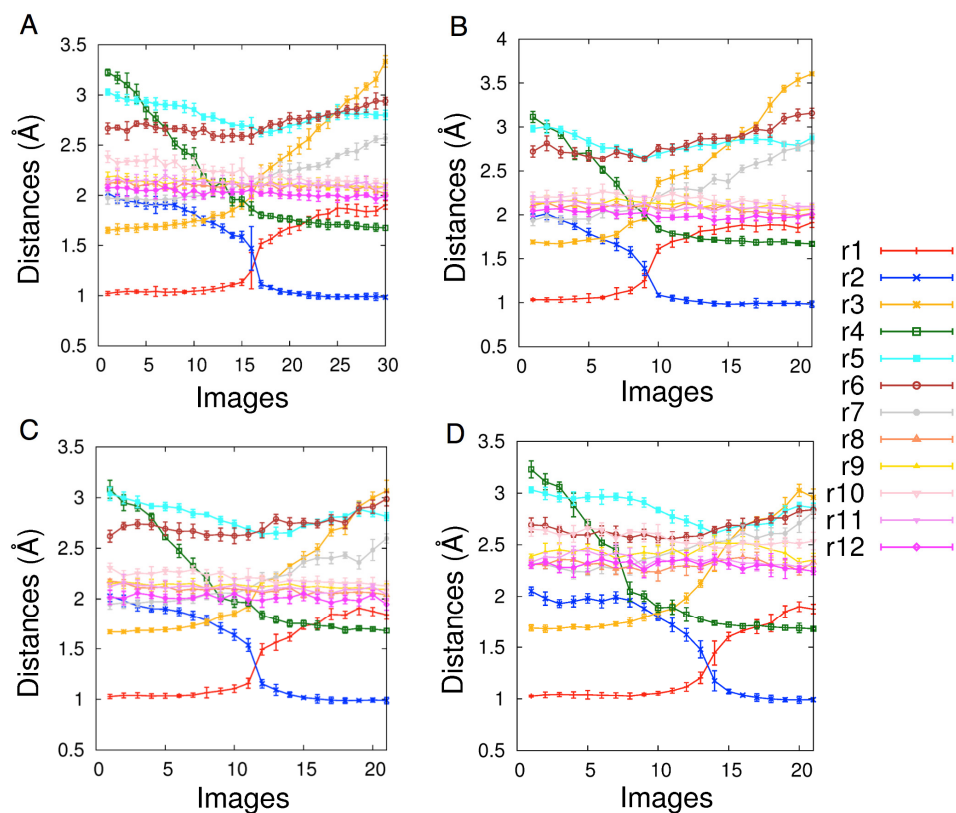 A
Distances (Å)
3.5
3
2.5
2
1.5
1
0.5
0 5 10 15 20 25 30
Images
B
Distances (Å)
4
3.5
3
2.5
2
1.5
1
0.5
0 5 10 15 20
Images
C
Distances (Å)
3.5
3
2.5
2
1.5
1
0.5
0 5 10 15 20
Images
D
Distances (Å)
3.5
3
2.5
2
1.5
1
0.5
0 5 10 15 20
Images
r1
r2
r3
r4
r5
r6
r7
r8
r9
r10
r11
r12